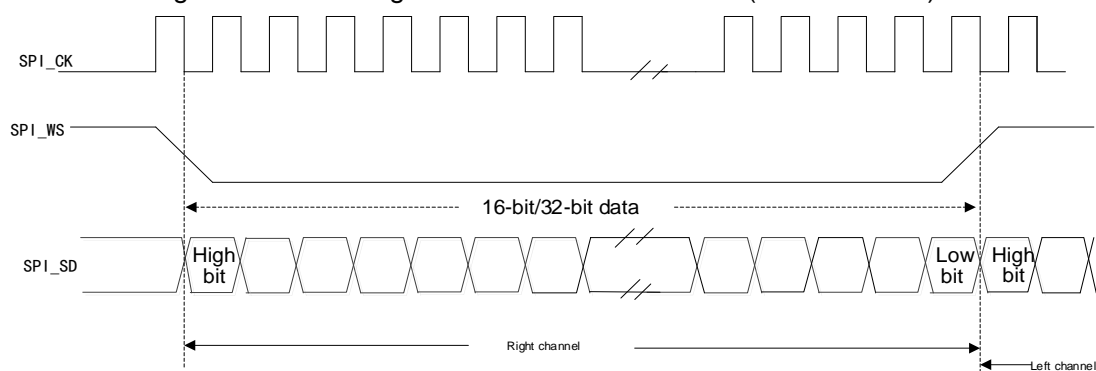 SPI_CK
SPI_WS
16-bit/32-bit data
SPI_SD
High bit
Low bit
High bit
Right channel
Left channel